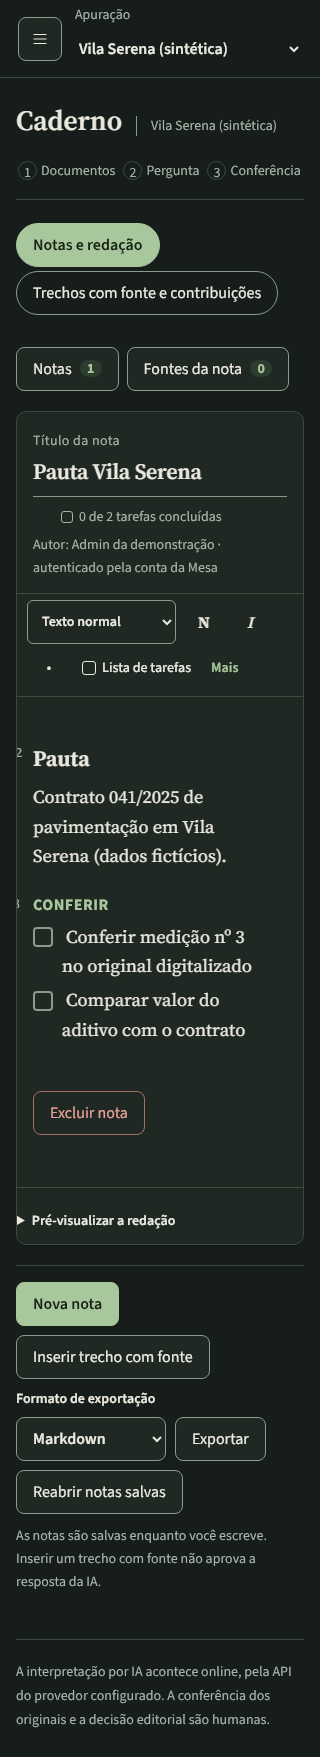 Apuração
Vila Serena (sintética)
Caderno
Vila Serena (sintética)
1 Documentos 2 Pergunta 3 Conferência
Notas e redação
Trechos com fonte e contribuições
Notas 1 Fontes da nota 0
Título da nota
Pauta Vila Serena
0 de 2 tarefas concluídas
Autor: Admin da demonstração ·
autenticado pela conta da Mesa
Texto normal N I
• Lista de tarefas Mais
2 Pauta
Contrato 041/2025 de
pavimentação em Vila
Serena (dados fictícios).
3 CONFERIR
Conferir medição nº 3
no original digitalizado
Comparar valor do
aditivo com o contrato
Excluir nota
Pré-visualizar a redação
Nova nota
Inserir trecho com fonte
Formato de exportação
Markdown Exportar
Reabrir notas salvas
As notas são salvas enquanto você escreve.
Inserir um trecho com fonte não aprova a
resposta da IA.
A interpretação por IA acontece online, pela API
do provedor configurado. A conferência dos
originais e a decisão editorial são humanas.